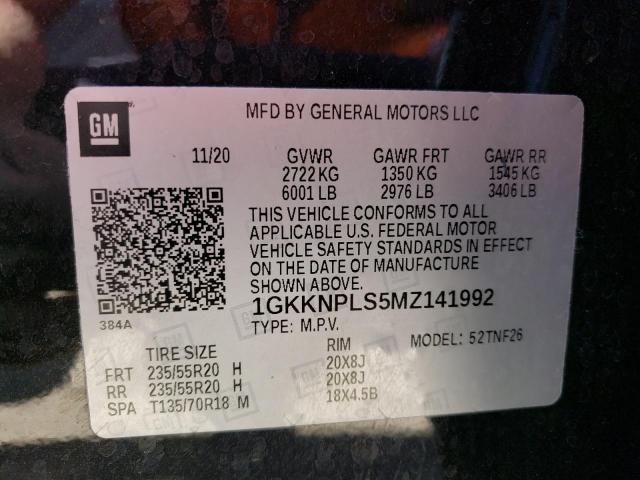 GM
MFD BY GENERAL MOTORS LLC
11/20 GVWR GAWR FRT GAWR RR
2722 KG 1350 KG 1545 KG
6001 LB 2976 LB 3406 LB
THIS VEHICLE CONFORMS TO ALL
APPLICABLE U.S. FEDERAL MOTOR
VEHICLE SAFETY STANDARDS IN EFFECT
ON THE DATE OF MANUFACTURE
SHOWN ABOVE.
1GKKNPLS5MZ141992
384A
TYPE: M.P.V. MODEL: 52TNF26
TIRE SIZE RIM
FRT 235/55R20 H 20X8J
RR 235/55R20 H 20X8J
SPA T135/70R18 M 18X4.5B